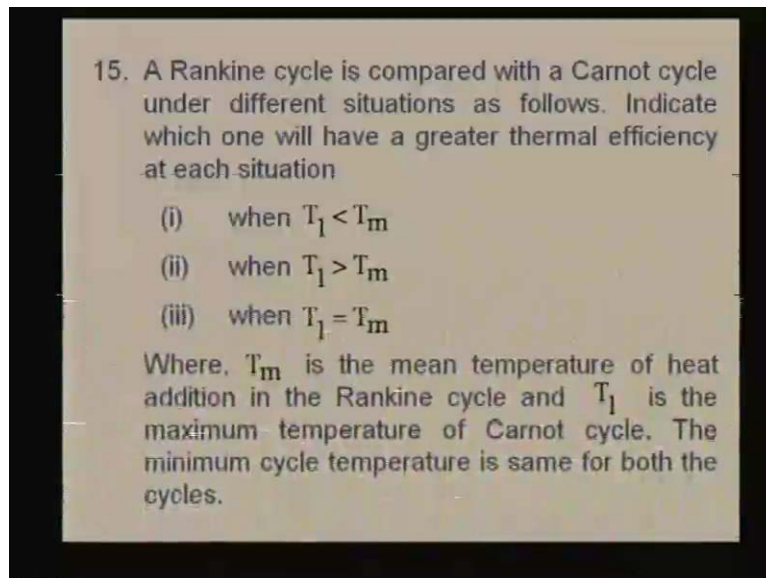 15. A Rankine cycle is compared with a Carnot cycle
under different situations as follows. Indicate
which one will have a greater thermal efficiency
at each situation
(i) when T₁ < Tm
(ii) when T₁ > Tm
(iii) when T₁ = Tm
Where, Tm is the mean temperature of heat
addition in the Rankine cycle and T₁ is the
maximum temperature of Carnot cycle. The
minimum cycle temperature is same for both the
cycles.